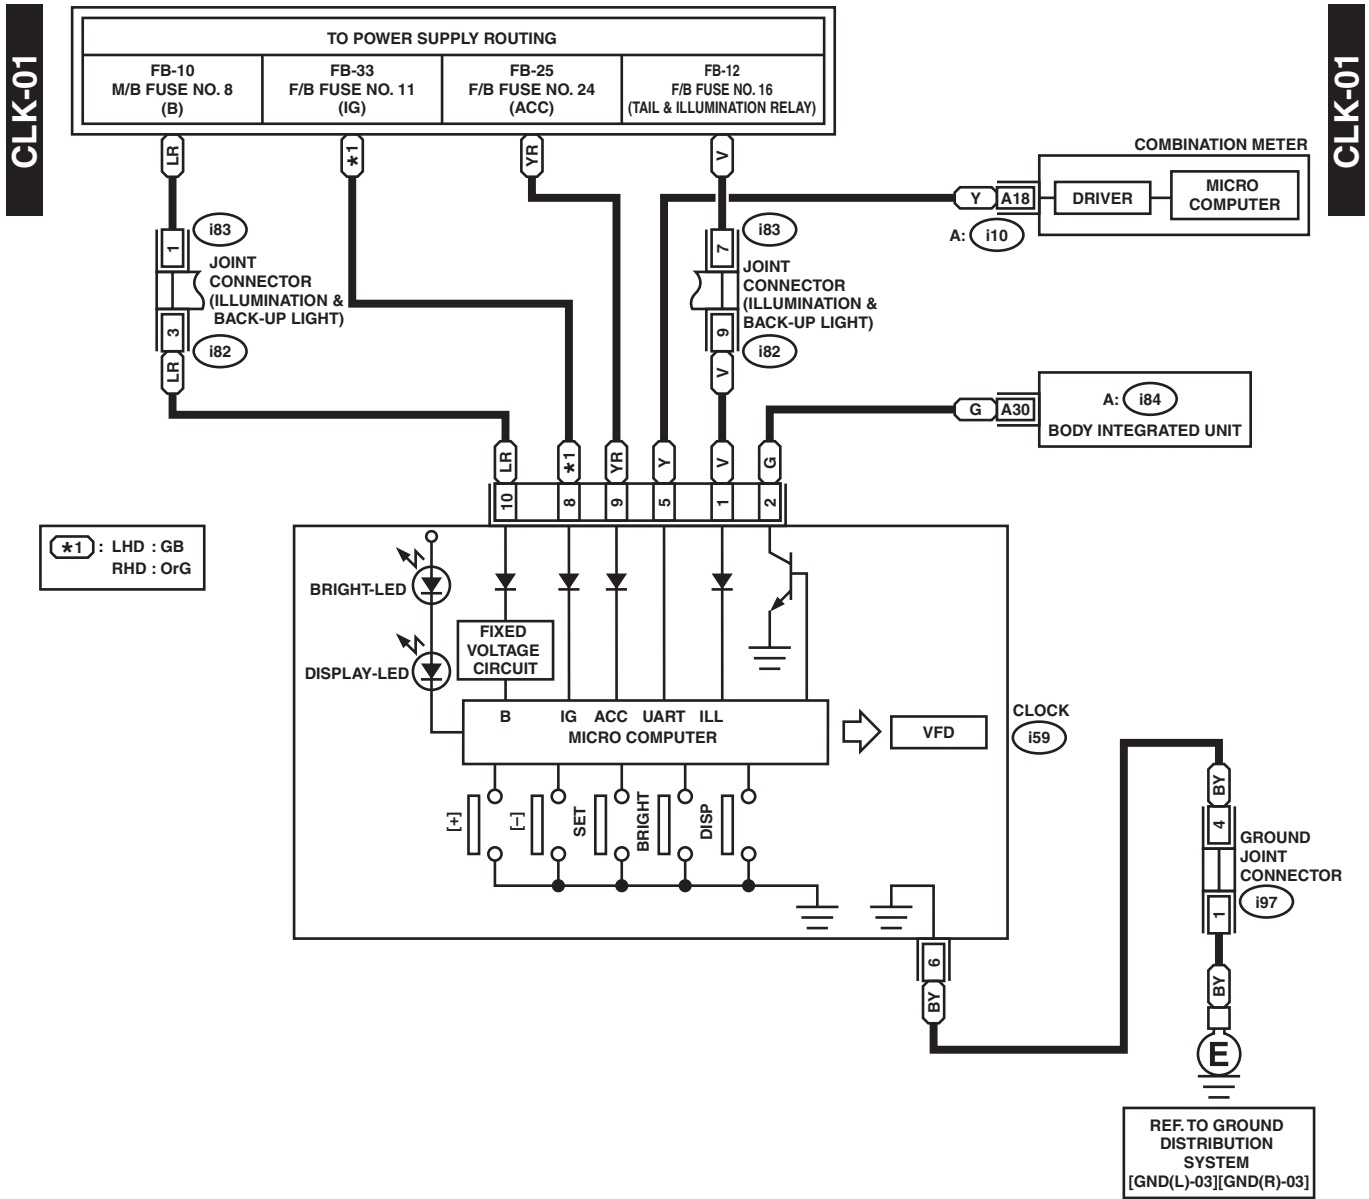 CLK-01
CLK-01
TO POWER SUPPLY ROUTING
FB-10
M/B FUSE NO. 8
(B)
FB-33
F/B FUSE NO. 11
(IG)
FB-25
F/B FUSE NO. 24
(ACC)
FB-12
F/B FUSE NO. 16
(TAIL & ILLUMINATION RELAY)
LR
*1
YR
V
COMBINATION METER
Y
A18
DRIVER
MICRO
COMPUTER
A: i10
1
i83
JOINT
CONNECTOR
(ILLUMINATION &
BACK-UP LIGHT)
3
i82
LR
7
i83
JOINT
CONNECTOR
(ILLUMINATION &
BACK-UP LIGHT)
9
i82
V
G
A30
A: i84
BODY INTEGRATED UNIT
LR
*1
YR
Y
V
G
10
8
9
5
1
2
*1 : LHD : GB
RHD : OrG
BRIGHT-LED
DISPLAY-LED
FIXED
VOLTAGE
CIRCUIT
B IG ACC UART ILL
MICRO COMPUTER
VFD
CLOCK
i59
[+]
[–]
SET
BRIGHT
DISP
6
BY
BY
4
GROUND
JOINT
CONNECTOR
i97
1
BY
E
REF. TO GROUND
DISTRIBUTION
SYSTEM
[GND(L)-03][GND(R)-03]